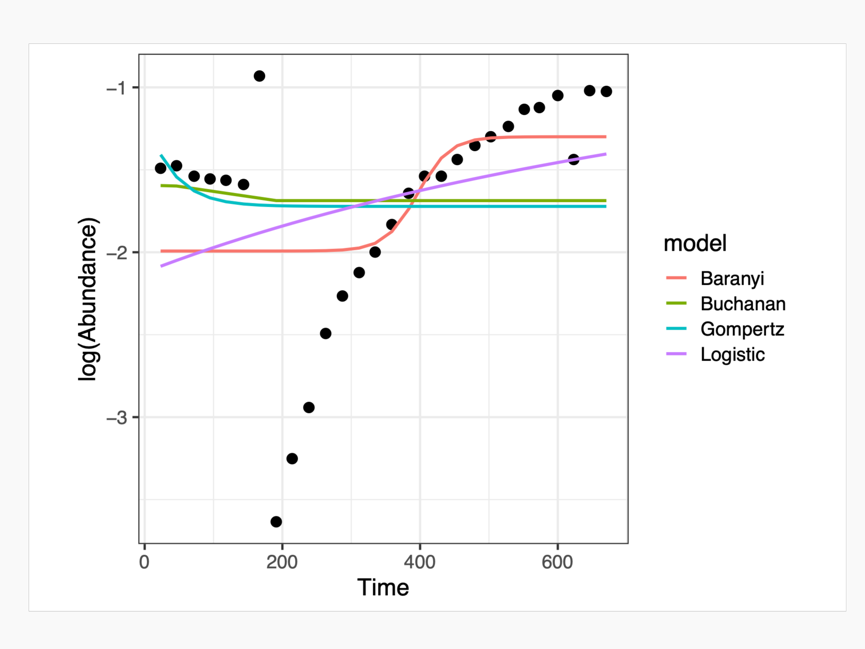 −1
−2
−3
log(Abundance)
0 200 400 600
Time
model
Baranyi
Buchanan
Gompertz
Logistic